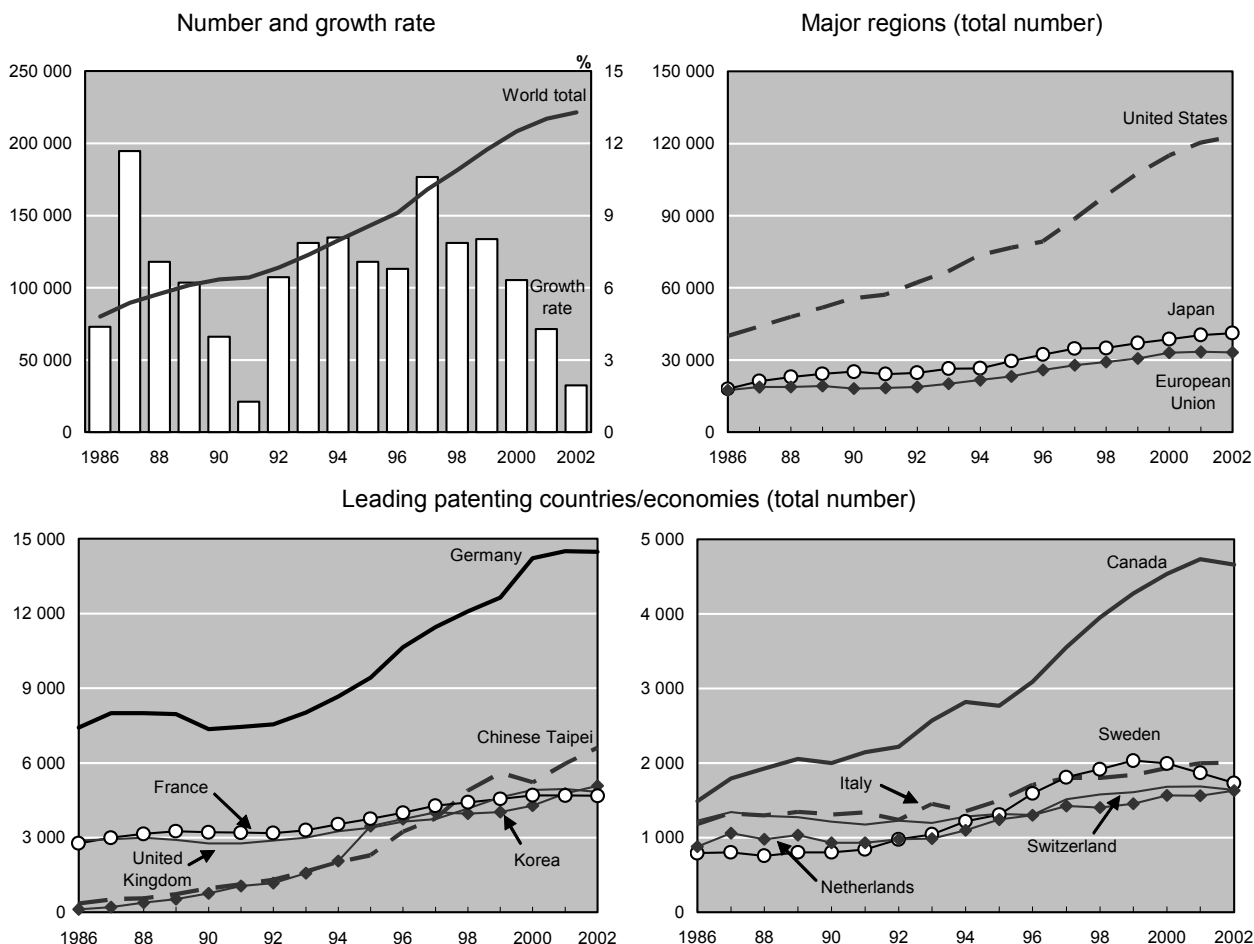 Number and growth rate
250 000
200 000
150 000
100 000
50 000
0
%
15
12
9
6
3
0
World total
Growth
rate
1986 88 90 92 94 96 98 2000 2002
Major regions (total number)
150 000
120 000
90 000
60 000
30 000
0
United States
Japan
European
Union
1986 88 90 92 94 96 98 2000 2002
Leading patenting countries/economies (total number)
15 000
12 000
9 000
6 000
3 000
0
Germany
Chinese Taipei
France
United
Kingdom
Korea
1986 88 90 92 94 96 98 2000 2002
5 000
4 000
3 000
2 000
1 000
0
Canada
Sweden
Italy
Switzerland
Netherlands
1986 88 90 92 94 96 98 2000 2002